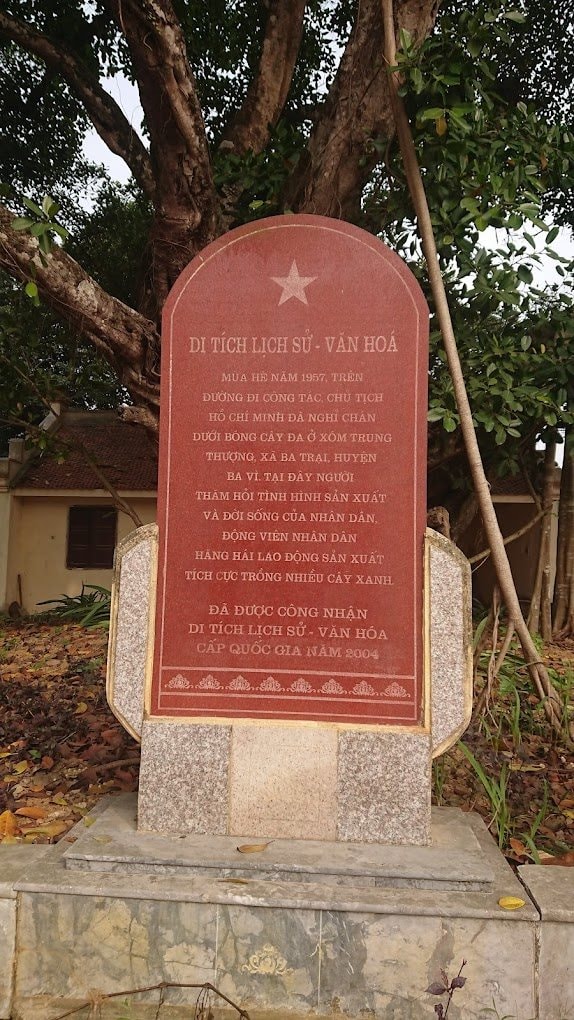 DI TÍCH LỊCH SỬ - VĂN HOÁ
MÙA HÈ NĂM 1957, TRÊN
ĐƯỜNG ĐI CÔNG TÁC, CHỦ TỊCH
HỒ CHÍ MINH ĐÃ NGHỈ CHÂN
DƯỚI BÓNG CÂY ĐA Ở XÓM TRUNG
THƯỢNG, XÃ BA TRẠI, HUYỆN
BA VÌ. TẠI ĐÂY NGƯỜI
THĂM HỎI TÌNH HÌNH SẢN XUẤT
VÀ ĐỜI SỐNG CỦA NHÂN DÂN,
ĐỘNG VIÊN NHÂN DÂN
HĂNG HÁI LAO ĐỘNG SẢN XUẤT
TÍCH CỰC TRỒNG NHIỀU CÂY XANH.
ĐÃ ĐƯỢC CÔNG NHẬN
DI TÍCH LỊCH SỬ - VĂN HÓA
CẤP QUỐC GIA NĂM 2004